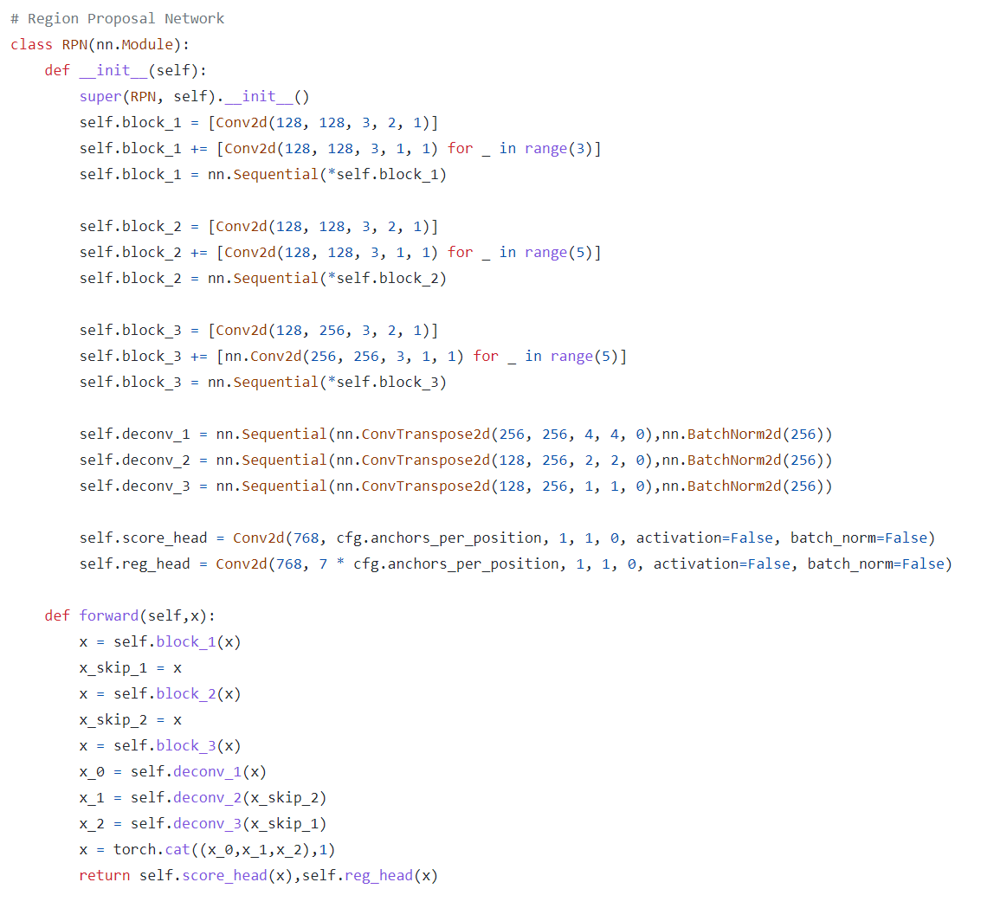 # Region Proposal Network
class RPN(nn.Module):
    def __init__(self):
        super(RPN, self).__init__()
        self.block_1 = [Conv2d(128, 128, 3, 2, 1)]
        self.block_1 += [Conv2d(128, 128, 3, 1, 1) for _ in range(3)]
        self.block_1 = nn.Sequential(*self.block_1)

        self.block_2 = [Conv2d(128, 128, 3, 2, 1)]
        self.block_2 += [Conv2d(128, 128, 3, 1, 1) for _ in range(5)]
        self.block_2 = nn.Sequential(*self.block_2)

        self.block_3 = [Conv2d(128, 256, 3, 2, 1)]
        self.block_3 += [nn.Conv2d(256, 256, 3, 1, 1) for _ in range(5)]
        self.block_3 = nn.Sequential(*self.block_3)

        self.deconv_1 = nn.Sequential(nn.ConvTranspose2d(256, 256, 4, 4, 0),nn.BatchNorm2d(256))
        self.deconv_2 = nn.Sequential(nn.ConvTranspose2d(128, 256, 2, 2, 0),nn.BatchNorm2d(256))
        self.deconv_3 = nn.Sequential(nn.ConvTranspose2d(128, 256, 1, 1, 0),nn.BatchNorm2d(256))

        self.score_head = Conv2d(768, cfg.anchors_per_position, 1, 1, 0, activation=False, batch_norm=False)
        self.reg_head = Conv2d(768, 7 * cfg.anchors_per_position, 1, 1, 0, activation=False, batch_norm=False)

    def forward(self,x):
        x = self.block_1(x)
        x_skip_1 = x
        x = self.block_2(x)
        x_skip_2 = x
        x = self.block_3(x)
        x_0 = self.deconv_1(x)
        x_1 = self.deconv_2(x_skip_2)
        x_2 = self.deconv_3(x_skip_1)
        x = torch.cat((x_0,x_1,x_2),1)
        return self.score_head(x),self.reg_head(x)